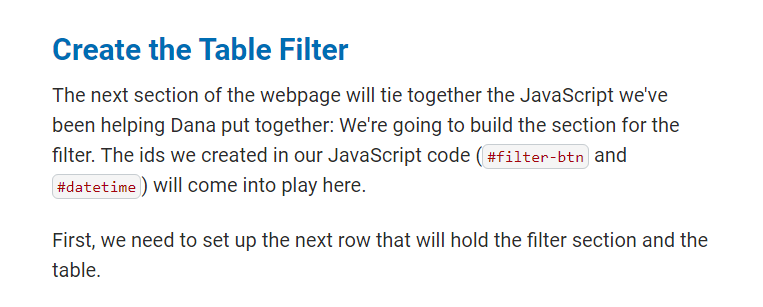 Create the Table Filter
The next section of the webpage will tie together the JavaScript we've
been helping Dana put together: We're going to build the section for the
filter. The ids we created in our JavaScript code (#filter-btn and
#datetime) will come into play here.
First, we need to set up the next row that will hold the filter section and the
table.